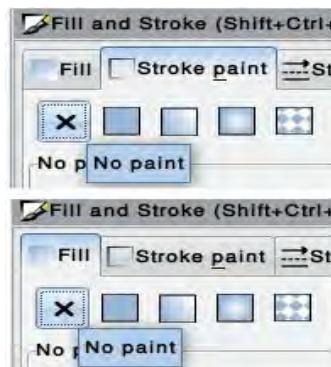 Fill and Stroke (Shift+Ctrl+
Fill Stroke paint St
No p No paint
Fill and Stroke (Shift+Ctrl+
Fill Stroke paint St
No No paint